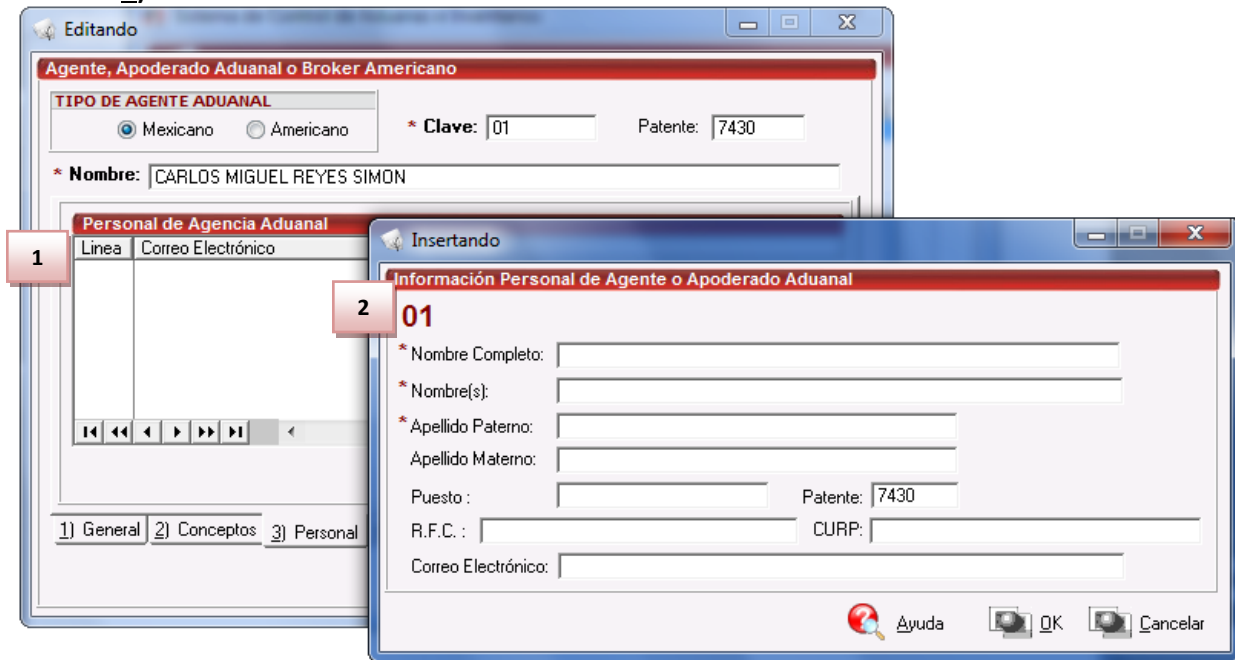 Editando
Agente, Apoderado Aduanal o Broker Americano
TIPO DE AGENTE ADUANAL
Mexicano Americano
* Clave: 01 Patente: 7430
* Nombre: CARLOS MIGUEL REYES SIMON
Personal de Agencia Aduanal
1
Linea Correo Electrónico
1) General 2) Conceptos 3) Personal
Insertando
Información Personal de Agente o Apoderado Aduanal
2
01
* Nombre Completo:
* Nombre(s):
* Apellido Paterno:
Apellido Materno:
Puesto : Patente: 7430
R.F.C. : CURP:
Correo Electrónico:
Ayuda OK Cancelar